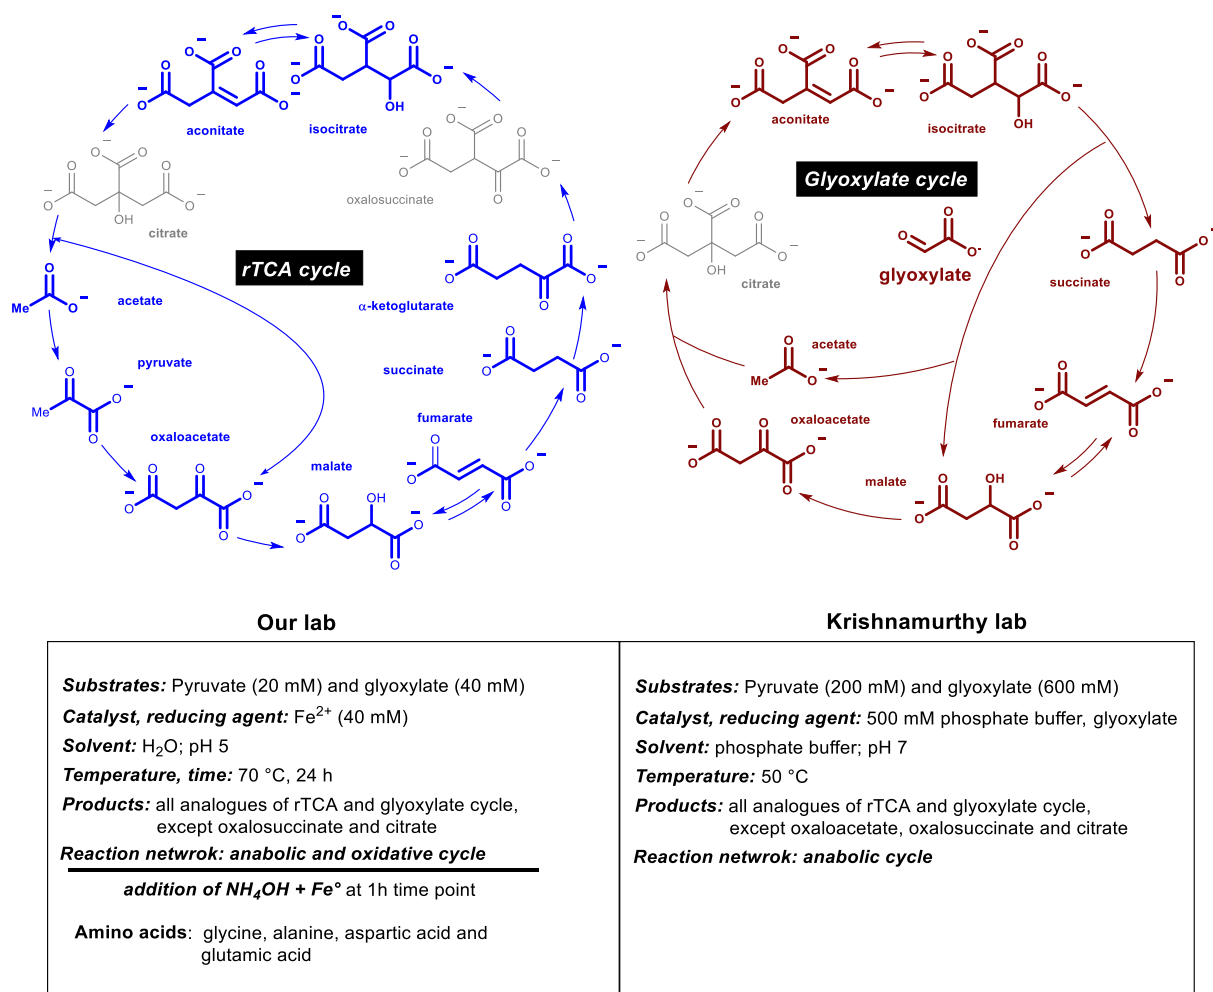 aconitate
isocitrate
oxalosuccinate
citrate
rTCA cycle
α-ketoglutarate
acetate
pyruvate
succinate
oxaloacetate
fumarate
malate
O
O
O
O
O
O
OH
O
O
Me
Me
OH
aconitate
isocitrate
OH
Glyoxylate cycle
glyoxylate
O
O
O-
citrate
OH
succinate
acetate
Me
oxaloacetate
fumarate
malate
OH
Our lab
Substrates: Pyruvate (20 mM) and glyoxylate (40 mM)
Catalyst, reducing agent: Fe2+ (40 mM)
Solvent: H2O; pH 5
Temperature, time: 70 °C, 24 h
Products: all analogues of rTCA and glyoxylate cycle,
except oxalosuccinate and citrate
Reaction netwrok: anabolic and oxidative cycle
addition of NH4OH + Fe° at 1h time point
Amino acids: glycine, alanine, aspartic acid and
glutamic acid
Krishnamurthy lab
Substrates: Pyruvate (200 mM) and glyoxylate (600 mM)
Catalyst, reducing agent: 500 mM phosphate buffer, glyoxylate
Solvent: phosphate buffer; pH 7
Temperature: 50 °C
Products: all analogues of rTCA and glyoxylate cycle,
except oxaloacetate, oxalosuccinate and citrate
Reaction netwrok: anabolic cycle